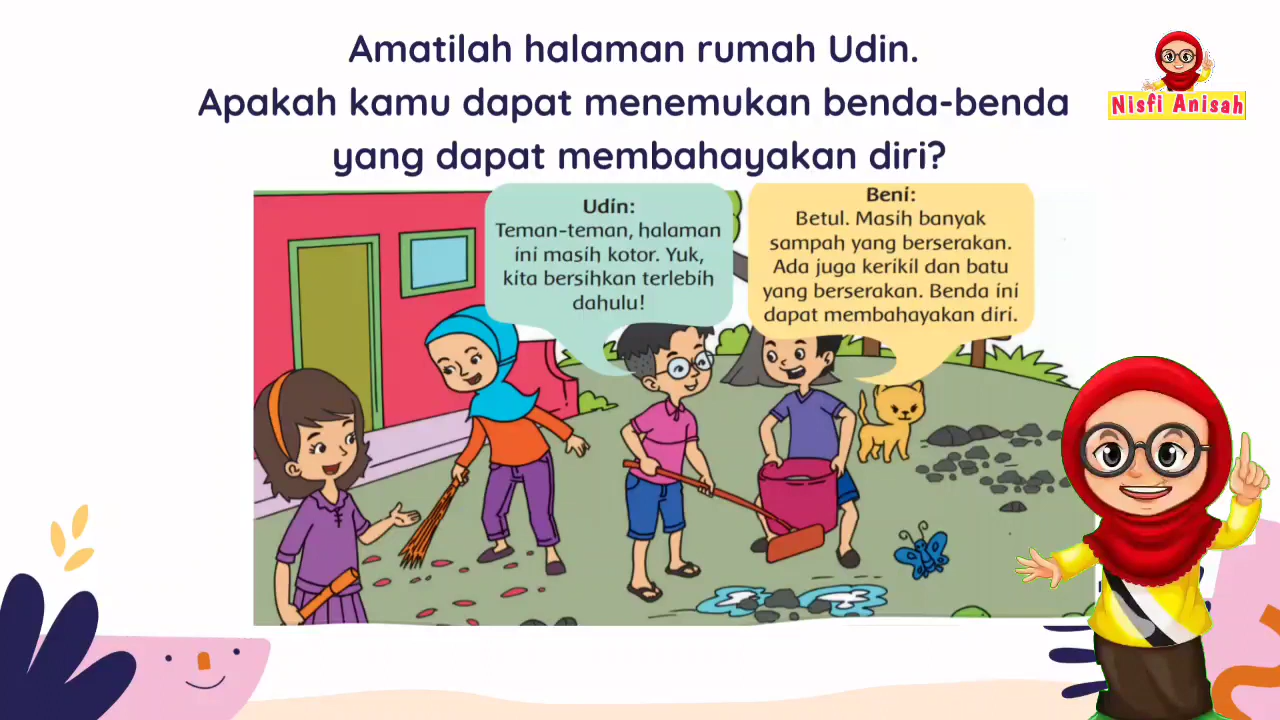 Amatilah halaman rumah Udin.
Apakah kamu dapat menemukan benda-benda
yang dapat membahayakan diri?
Nisfi Anisah
Udin:
Teman-teman, halaman
ini masih kotor. Yuk,
kita bersihkan terlebih
dahulu!
Beni:
Betul. Masih banyak
sampah yang berserakan.
Ada juga kerikil dan batu
yang berserakan. Benda ini
dapat membahayakan diri.